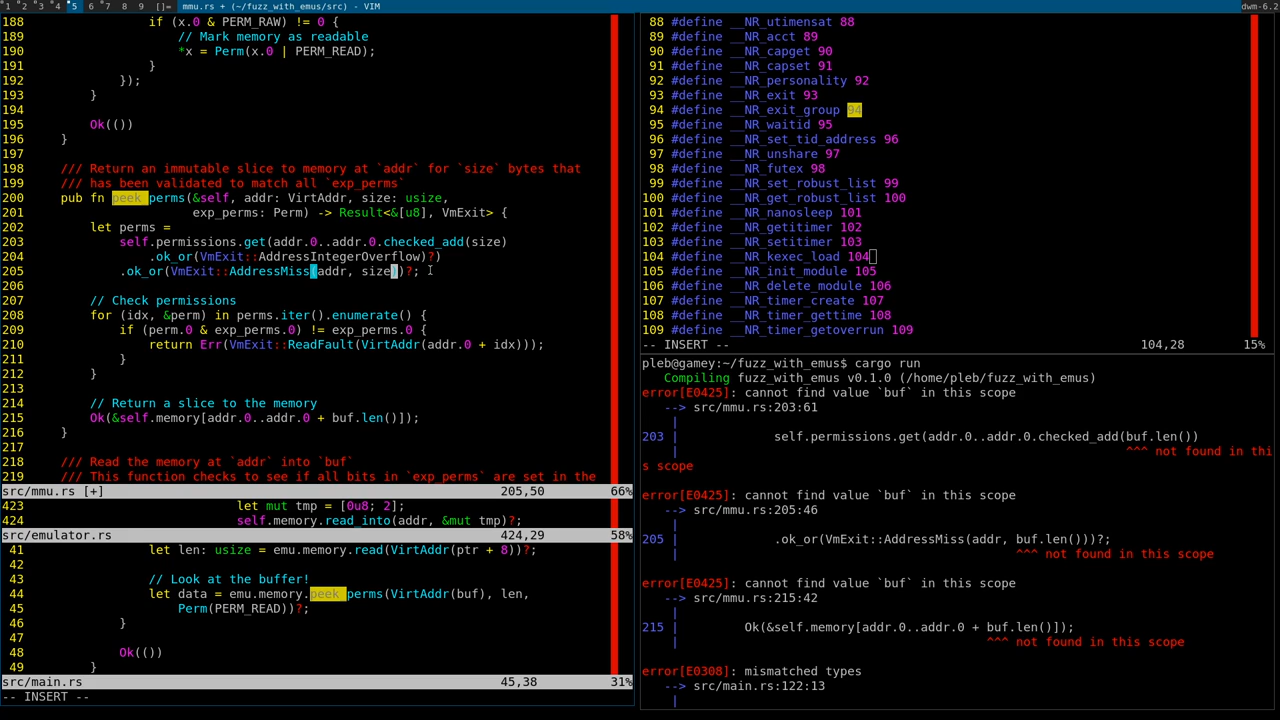 1 2 3 4 5 6 7 8 9 []= mmu.rs + (~/fuzz_with_emus/src) - VIM dwm-6.2
188 if (x.0 & PERM_RAW) != 0 {
189 // Mark memory as readable
190 *x = Perm(x.0 | PERM_READ);
191 }
192 });
193 }
194
195 Ok(())
196 }
197
198 /// Return an immutable slice to memory at `addr` for `size` bytes that
199 /// has been validated to match all `exp_perms`
200 pub fn peek_perms(&self, addr: VirtAddr, size: usize,
201 exp_perms: Perm) -> Result<&[u8], VmExit> {
202 let perms =
203 self.permissions.get(addr.0..addr.0.checked_add(size)
204 .ok_or(VmExit::AddressIntegerOverflow)?)
205 .ok_or(VmExit::AddressMiss(addr, size))?;
206
207 // Check permissions
208 for (idx, &perm) in perms.iter().enumerate() {
209 if (perm.0 & exp_perms.0) != exp_perms.0 {
210 return Err(VmExit::ReadFault(VirtAddr(addr.0 + idx)));
211 }
212 }
213
214 // Return a slice to the memory
215 Ok(&self.memory[addr.0..addr.0 + buf.len()]);
216 }
217
218 /// Read the memory at `addr` into `buf`
219 /// This function checks to see if all bits in `exp_perms` are set in the
src/mmu.rs [+] 205,50 66%
423 let mut tmp = [0u8; 2];
424 self.memory.read_into(addr, &mut tmp)?;
src/emulator.rs 424,29 58%
41 let len: usize = emu.memory.read(VirtAddr(ptr + 8))?;
42
43 // Look at the buffer!
44 let data = emu.memory.peek_perms(VirtAddr(buf), len,
45 Perm(PERM_READ))?;
46 }
47
48 Ok(())
49 }
src/main.rs 45,38 31%
-- INSERT --
88 #define __NR_utimensat 88
89 #define __NR_acct 89
90 #define __NR_capget 90
91 #define __NR_capset 91
92 #define __NR_personality 92
93 #define __NR_exit 93
94 #define __NR_exit_group 94
95 #define __NR_waitid 95
96 #define __NR_set_tid_address 96
97 #define __NR_unshare 97
98 #define __NR_futex 98
99 #define __NR_set_robust_list 99
100 #define __NR_get_robust_list 100
101 #define __NR_nanosleep 101
102 #define __NR_getitimer 102
103 #define __NR_setitimer 103
104 #define __NR_kexec_load 104
105 #define __NR_init_module 105
106 #define __NR_delete_module 106
107 #define __NR_timer_create 107
108 #define __NR_timer_gettime 108
109 #define __NR_timer_getoverrun 109
-- INSERT -- 104,28 15%
pleb@gamey:~/fuzz_with_emus$ cargo run
Compiling fuzz_with_emus v0.1.0 (/home/pleb/fuzz_with_emus)
error[E0425]: cannot find value `buf` in this scope
--> src/mmu.rs:203:61
|
203 | self.permissions.get(addr.0..addr.0.checked_add(buf.len())
| ^^^ not found in thi
s scope

error[E0425]: cannot find value `buf` in this scope
--> src/mmu.rs:205:46
|
205 | .ok_or(VmExit::AddressMiss(addr, buf.len()))?;
| ^^^ not found in this scope

error[E0425]: cannot find value `buf` in this scope
--> src/mmu.rs:215:42
|
215 | Ok(&self.memory[addr.0..addr.0 + buf.len()]);
| ^^^ not found in this scope

error[E0308]: mismatched types
--> src/main.rs:122:13
|